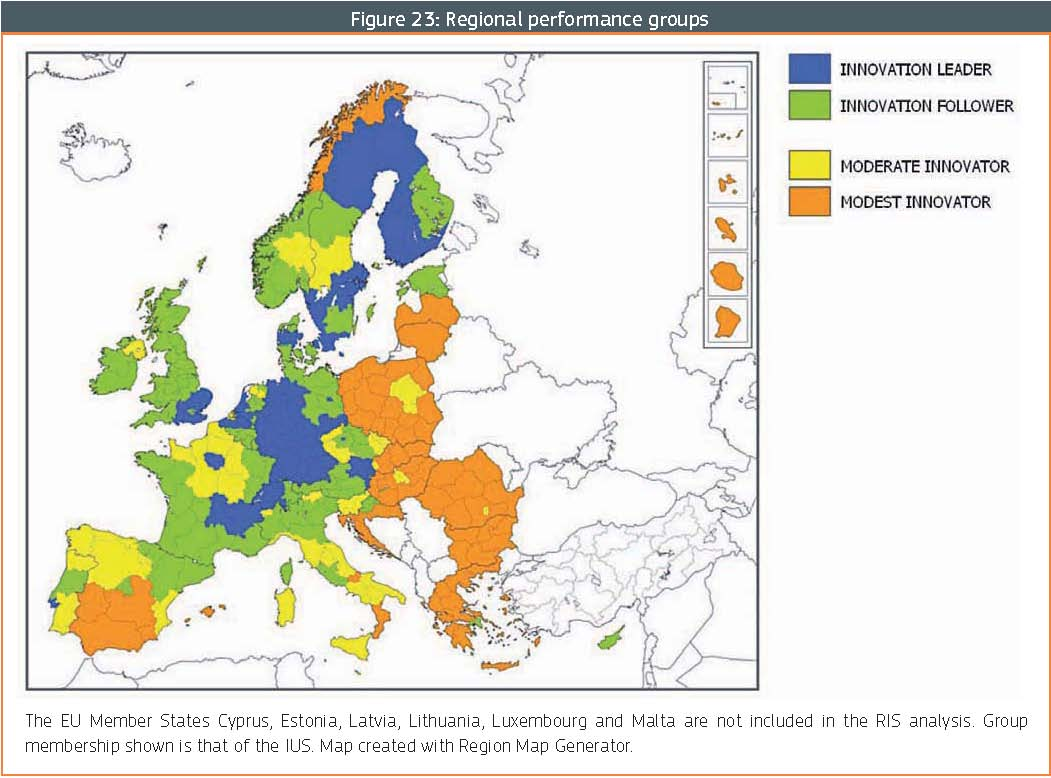 Figure 23: Regional performance groups
INNOVATION LEADER
INNOVATION FOLLOWER
MODERATE INNOVATOR
MODEST INNOVATOR
The EU Member States Cyprus, Estonia, Latvia, Lithuania, Luxembourg and Malta are not included in the RIS analysis. Group
membership shown is that of the IUS. Map created with Region Map Generator.